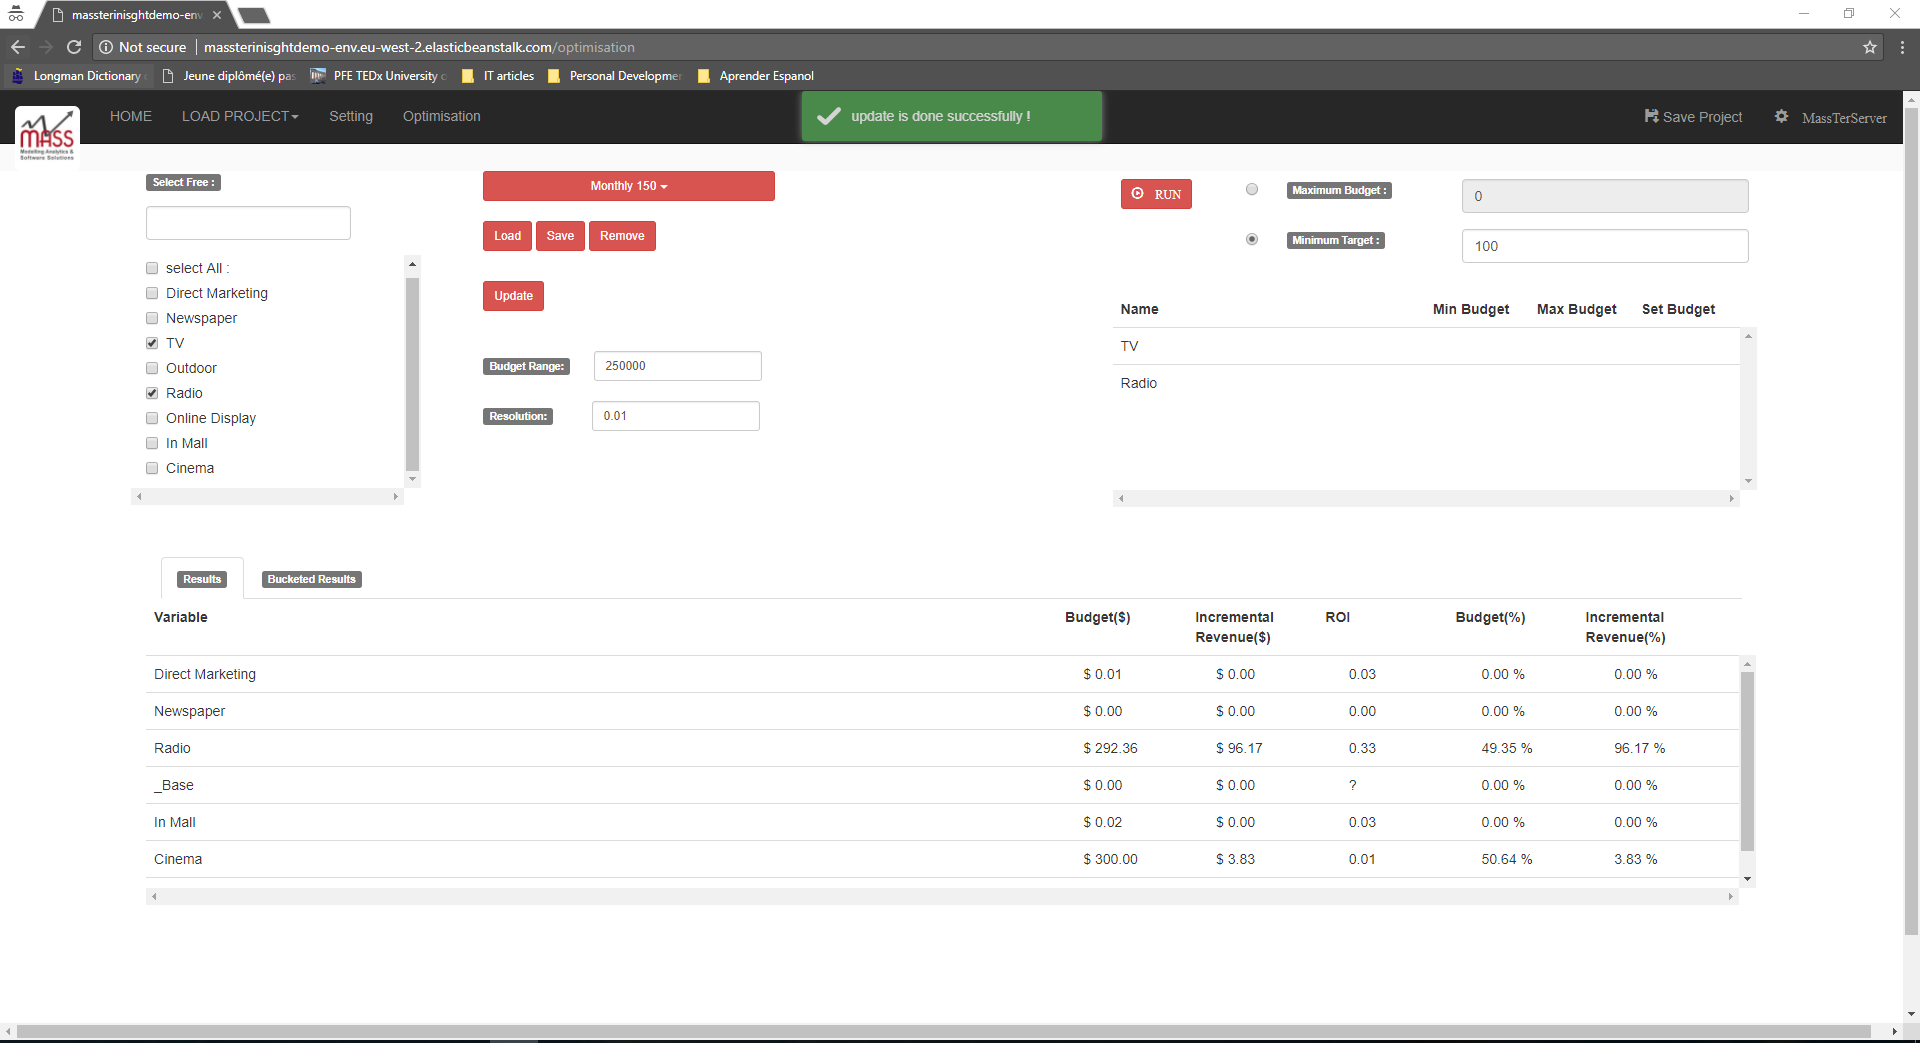 massterinisghtdemo-env
Not secure massterinisghtdemo-env.eu-west-2.elasticbeanstalk.com/optimisation
Longman Dictionary Jeune diplômé(e) pas PFE TEDx University o IT articles Personal Developme Aprender Espanol
MASS
Modelling Analytics &
Software Solutions
HOME LOAD PROJECT Setting Optimisation update is done successfully ! Save Project MassTerServer
Select Free :
Monthly 150
RUN Maximum Budget : 0
Load Save Remove
Minimum Target : 100
select All :
Direct Marketing
Newspaper
TV
Outdoor
Radio
Online Display
In Mall
Cinema
Update
Budget Range: 250000
Resolution: 0.01
Name Min Budget Max Budget Set Budget
TV
Radio
Results Bucketed Results
Variable Budget($) Incremental Revenue($) ROI Budget(%) Incremental Revenue(%)
Direct Marketing $ 0.01 $ 0.00 0.03 0.00 % 0.00 %
Newspaper $ 0.00 $ 0.00 0.00 0.00 % 0.00 %
Radio $ 292.36 $ 96.17 0.33 49.35 % 96.17 %
_Base $ 0.00 $ 0.00 ? 0.00 % 0.00 %
In Mall $ 0.02 $ 0.00 0.03 0.00 % 0.00 %
Cinema $ 300.00 $ 3.83 0.01 50.64 % 3.83 %